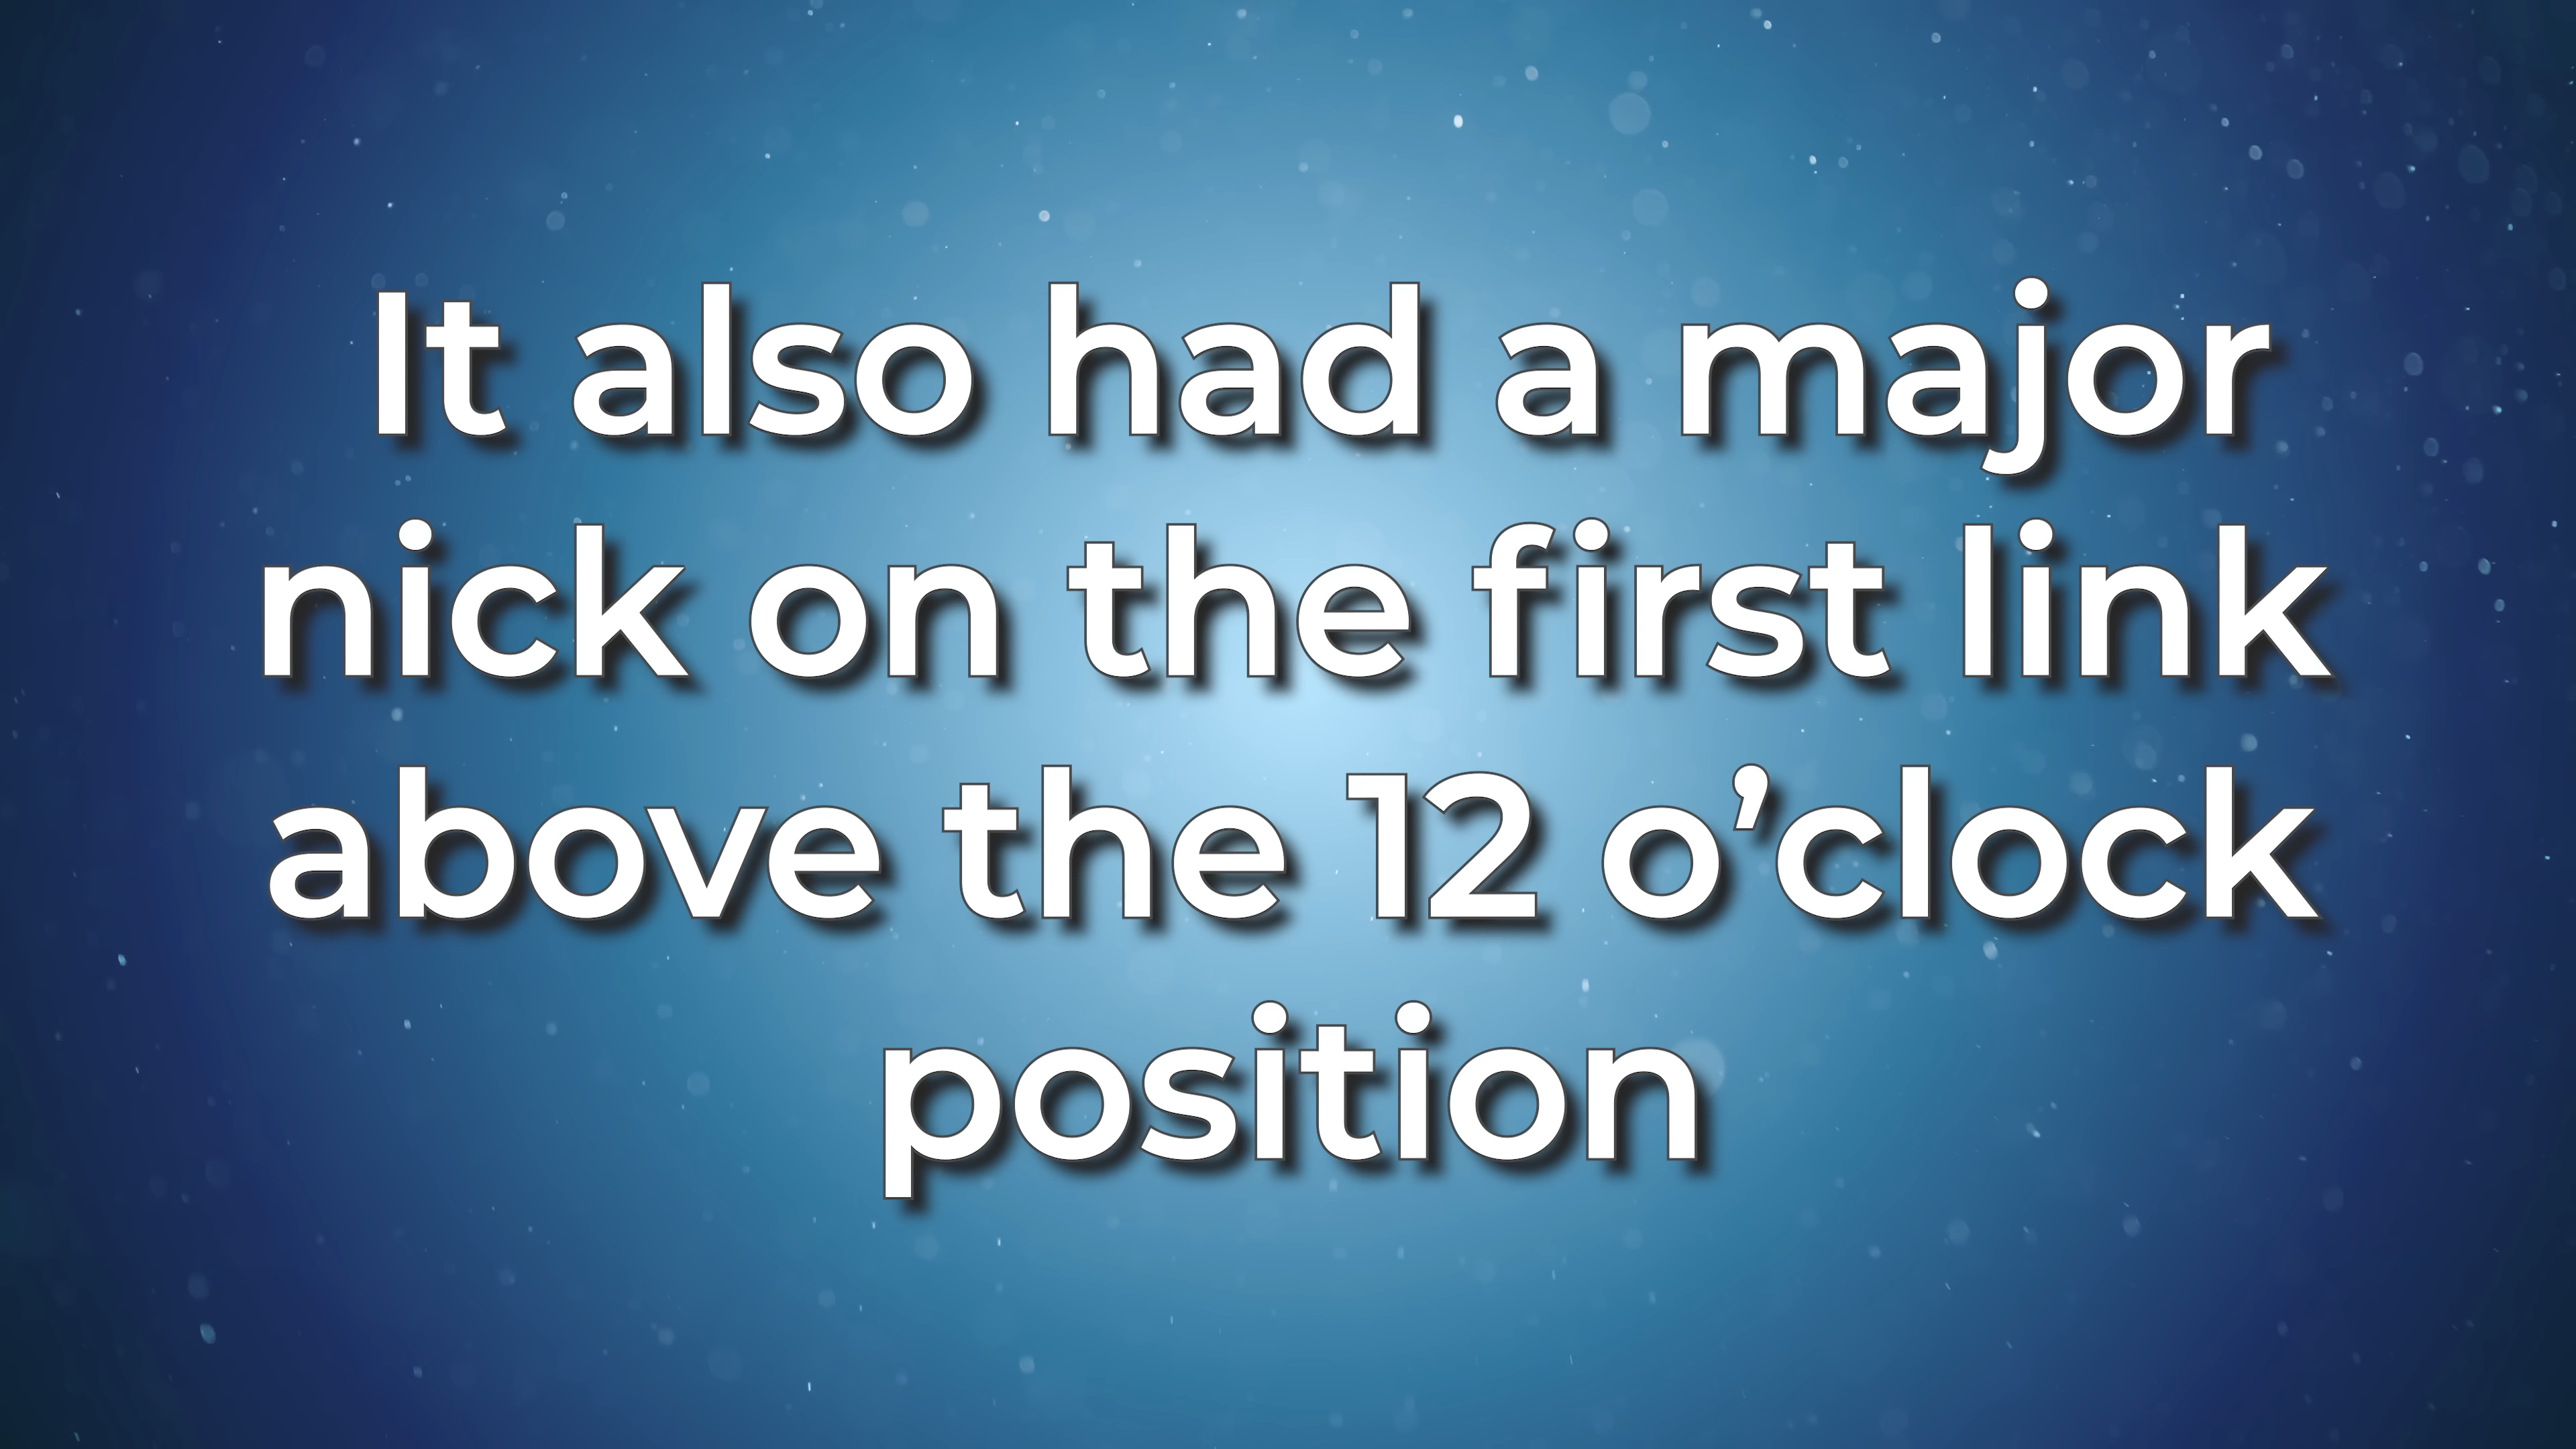 It also had a major
nick on the first link
above the 12 o’clock
position